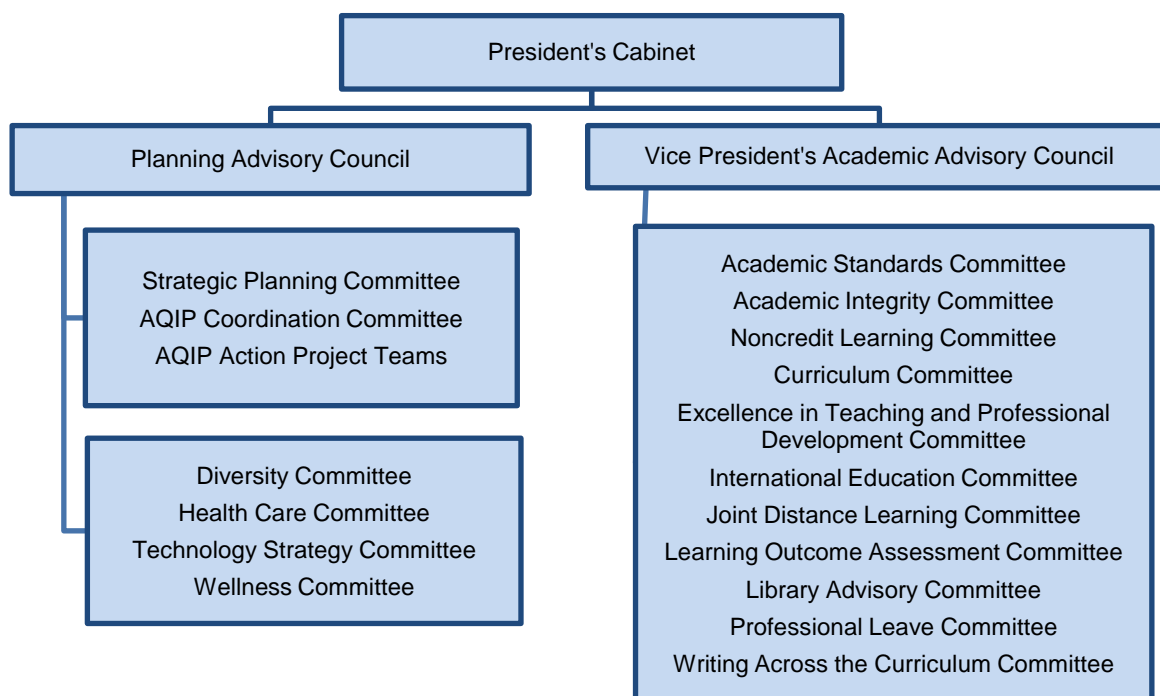 President's Cabinet
Planning Advisory Council
Vice President's Academic Advisory Council
Strategic Planning Committee
AQIP Coordination Committee
AQIP Action Project Teams
Diversity Committee
Health Care Committee
Technology Strategy Committee
Wellness Committee
Academic Standards Committee
Academic Integrity Committee
Noncredit Learning Committee
Curriculum Committee
Excellence in Teaching and Professional
Development Committee
International Education Committee
Joint Distance Learning Committee
Learning Outcome Assessment Committee
Library Advisory Committee
Professional Leave Committee
Writing Across the Curriculum Committee